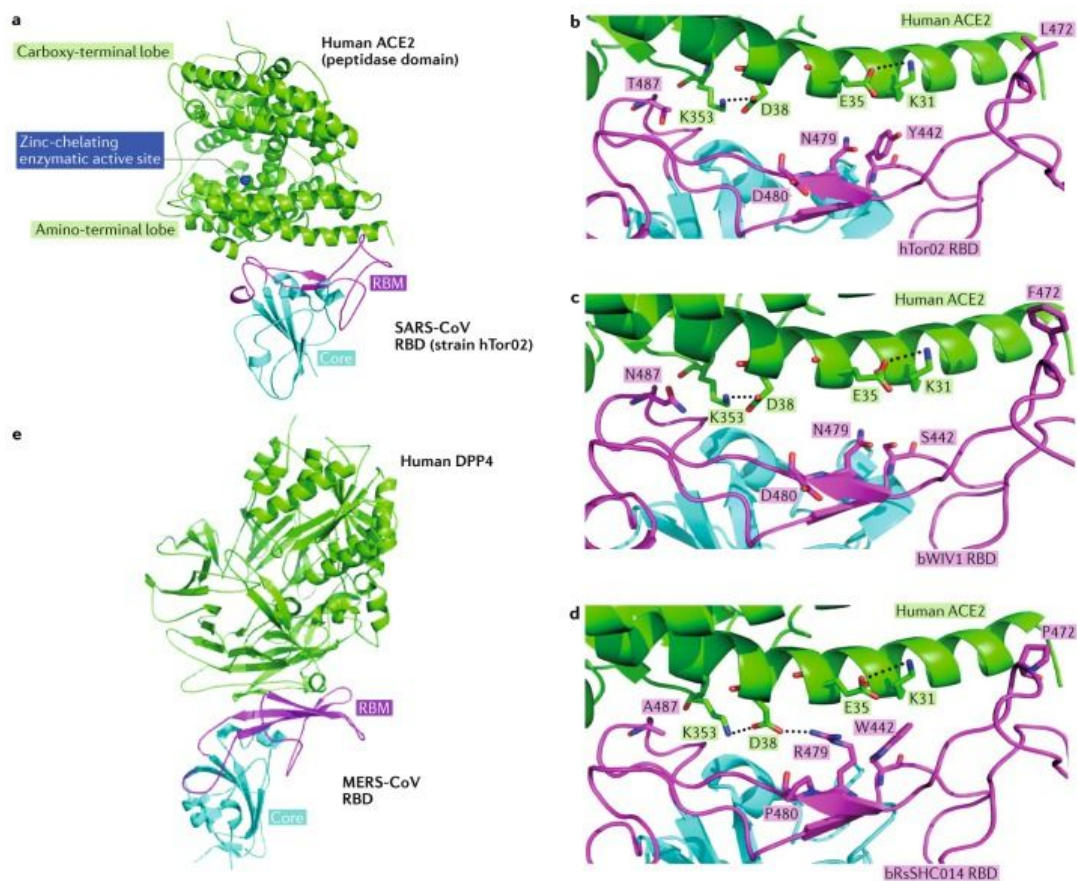 a
Carboxy-terminal lobe
Human ACE2
(peptidase domain)
Zinc-chelating
enzymatic active site
Amino-terminal lobe
RBM
SARS-CoV
RBD (strain hTor02)
Core
b
Human ACE2
L472
T487
K353
D38
E35
K31
N479
Y442
D480
hTor02 RBD
c
Human ACE2
F472
N487
K353
D38
E35
K31
N479
S442
D480
bWIV1 RBD
d
Human ACE2
P472
A487
K353
D38
E35
K31
R479
W442
P480
bRsSHC014 RBD
e
Human DPP4
RBM
MERS-CoV
RBD
Core